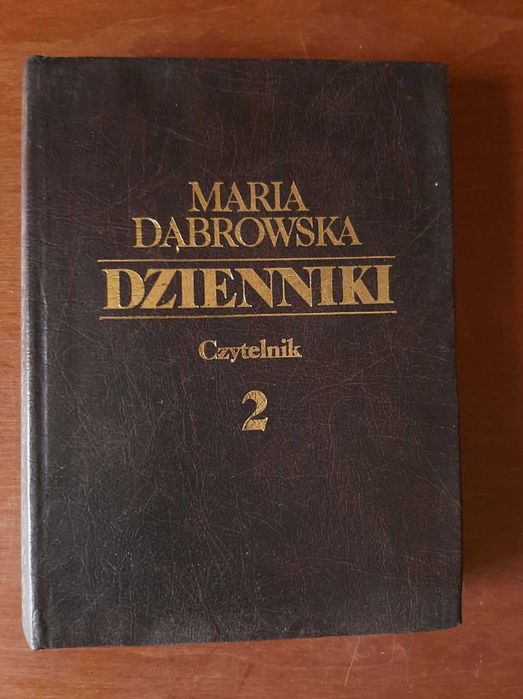 MARIA
DĄBROWSKA
DZIENNIKI
Czytelnik
2